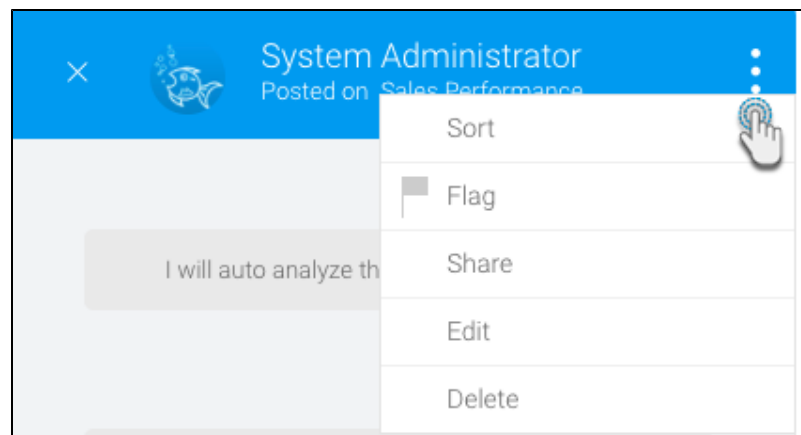 System Administrator
Posted on Sales Performance
Sort
Flag
I will auto analyze th
Share
Edit
Delete